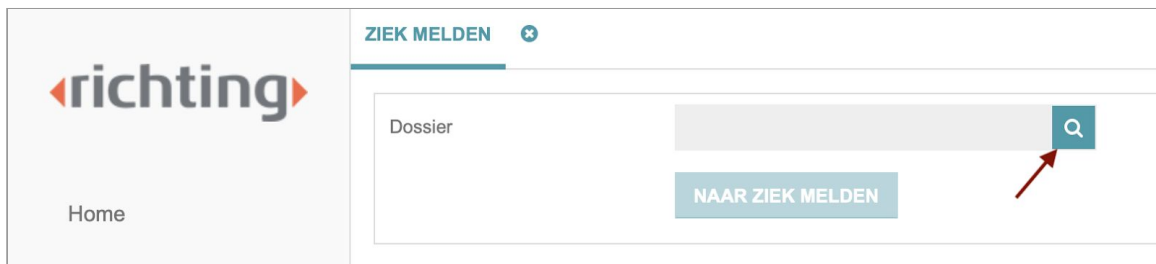 ZIEK MELDEN
richting
Dossier
NAAR ZIEK MELDEN
Home